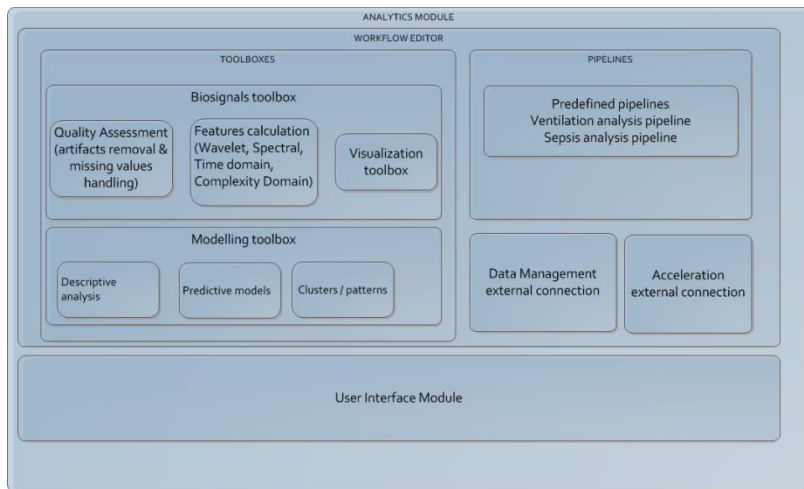 ANALYTICS MODULE
WORKFLOW EDITOR
TOOLBOXES
Biosignals toolbox
Quality Assessment
(artifacts removal &
missing values
handling)
Features calculation
(Wavelet, Spectral,
Time domain,
Complexity Domain)
Visualization
toolbox
Modelling toolbox
Descriptive
analysis
Predictive models
Clusters / patterns
PIPELINES
Predefined pipelines
Ventilation analysis pipeline
Sepsis analysis pipeline
Data Management
external connection
Acceleration
external connection
User Interface Module